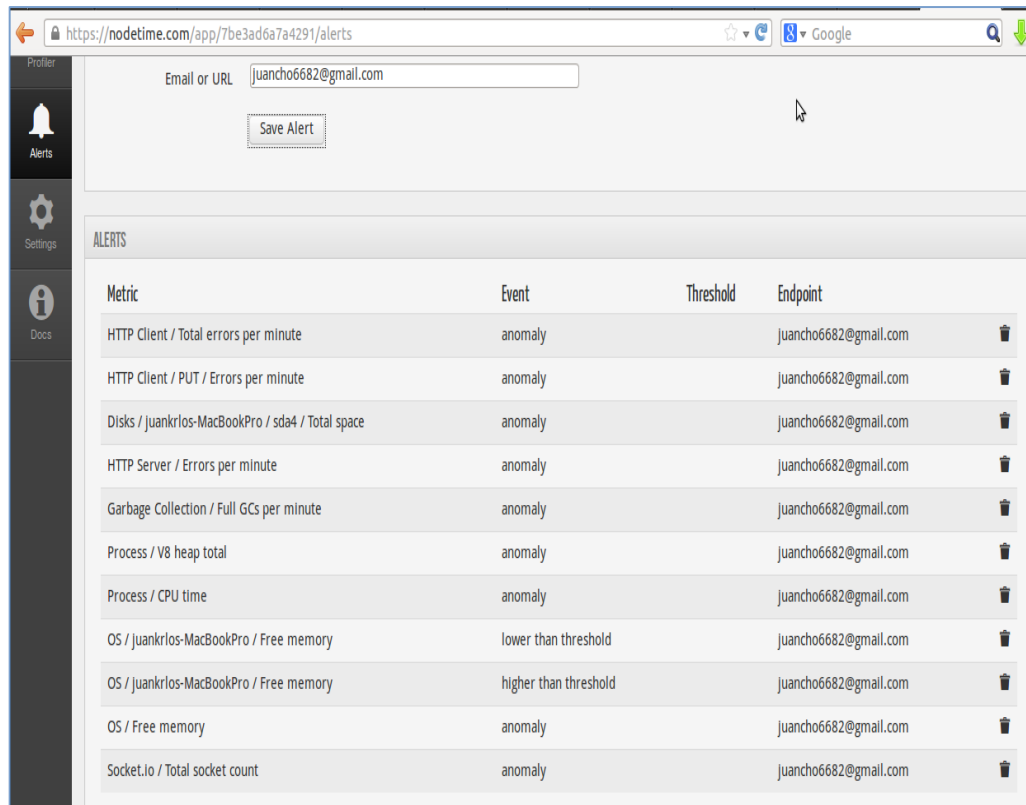 https://nodetime.com/app/7be3ad6a7a4291/alerts
8 Google
Profiler
Email or URL juancho6682@gmail.com
Save Alert
Alerts
Settings
Docs
ALERTS
Metric Event Threshold Endpoint
HTTP Client / Total errors per minute anomaly juancho6682@gmail.com
HTTP Client / PUT / Errors per minute anomaly juancho6682@gmail.com
Disks / juankrlos-MacBookPro / sda4 / Total space anomaly juancho6682@gmail.com
HTTP Server / Errors per minute anomaly juancho6682@gmail.com
Garbage Collection / Full GCs per minute anomaly juancho6682@gmail.com
Process / V8 heap total anomaly juancho6682@gmail.com
Process / CPU time anomaly juancho6682@gmail.com
OS / juankrlos-MacBookPro / Free memory lower than threshold juancho6682@gmail.com
OS / juankrlos-MacBookPro / Free memory higher than threshold juancho6682@gmail.com
OS / Free memory anomaly juancho6682@gmail.com
Socket.io / Total socket count anomaly juancho6682@gmail.com